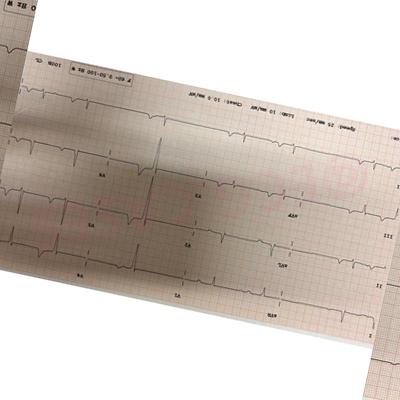 I aVR V1 V4
II aVL V2 V5
III aVF V3 V6
Speed: 25 mm/sec Limb: 10 mm/mV Chest: 10.0 mm/mV F 60~ 0.50-100 Hz W 100B CL